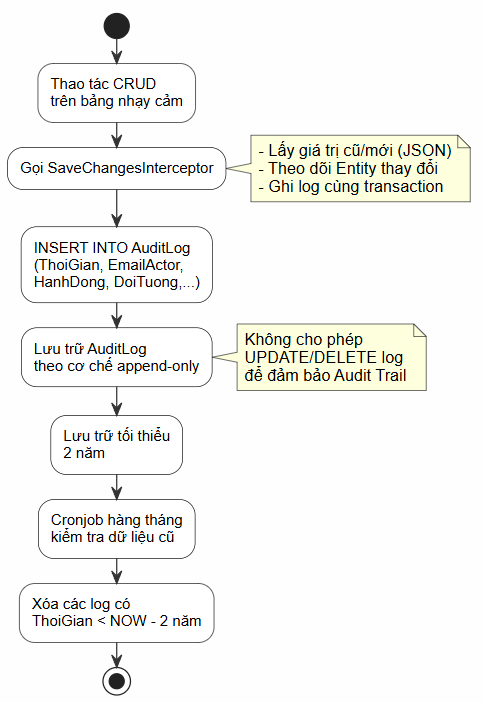 Thao tác CRUD
trên bảng nhạy cảm
Gọi SaveChangesInterceptor
- Lấy giá trị cũ/mới (JSON)
- Theo dõi Entity thay đổi
- Ghi log cùng transaction
INSERT INTO AuditLog
(ThoiGian, EmailActor,
HanhDong, DoiTuong,...)
Lưu trữ AuditLog
theo cơ chế append-only
Không cho phép
UPDATE/DELETE log
để đảm bảo Audit Trail
Lưu trữ tối thiểu
2 năm
Cronjob hàng tháng
kiểm tra dữ liệu cũ
Xóa các log có
ThoiGian < NOW - 2 năm